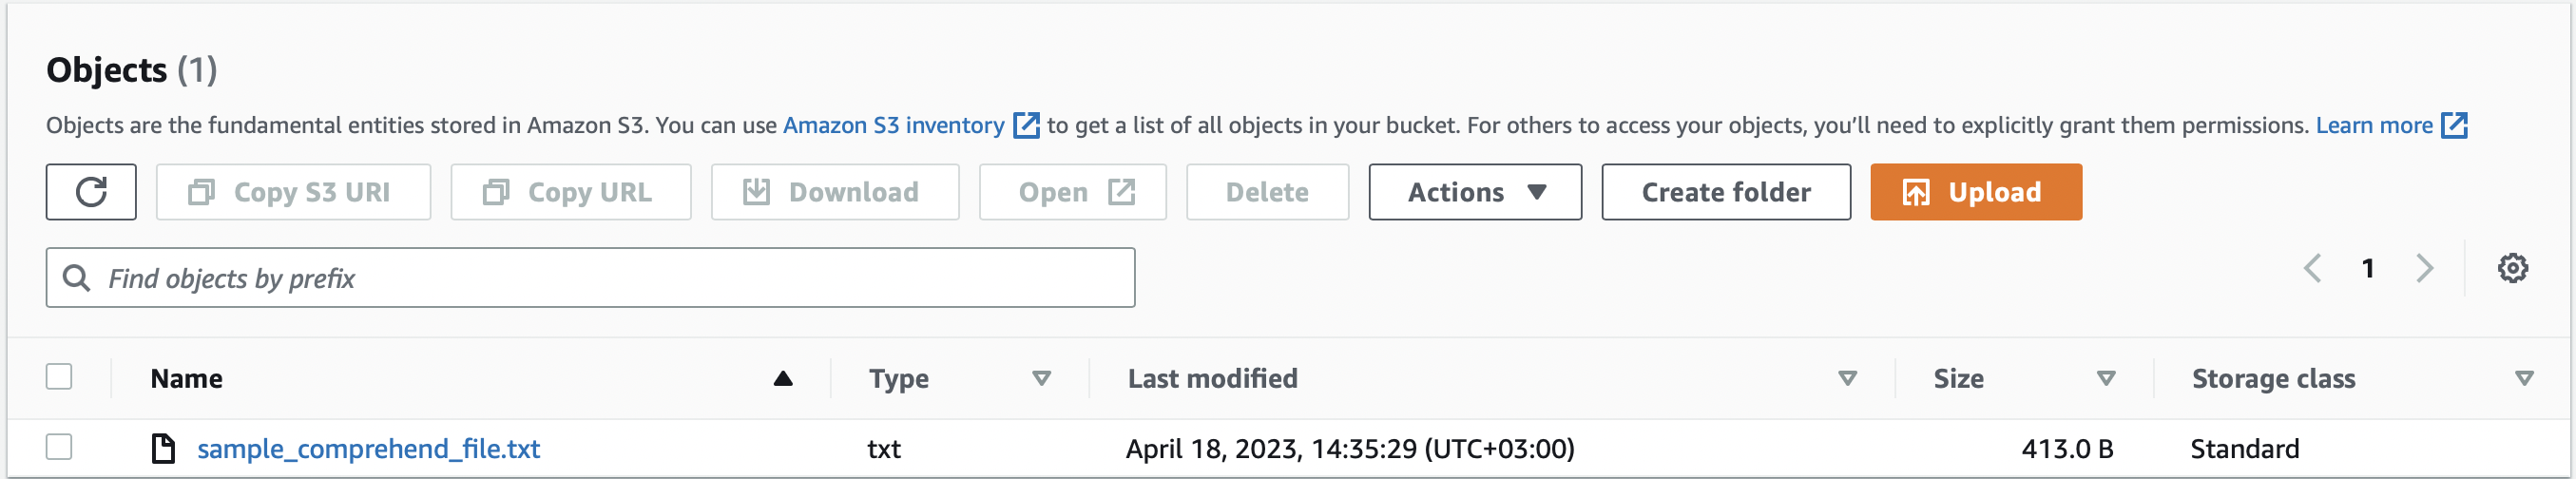 Objects (1)
Objects are the fundamental entities stored in Amazon S3. You can use Amazon S3 inventory to get a list of all objects in your bucket. For others to access your objects, you’ll need to explicitly grant them permissions. Learn more
Copy S3 URI Copy URL Download Open Delete Actions Create folder Upload
Find objects by prefix 1
Name Type Last modified Size Storage class
sample_comprehend_file.txt txt April 18, 2023, 14:35:29 (UTC+03:00) 413.0 B Standard